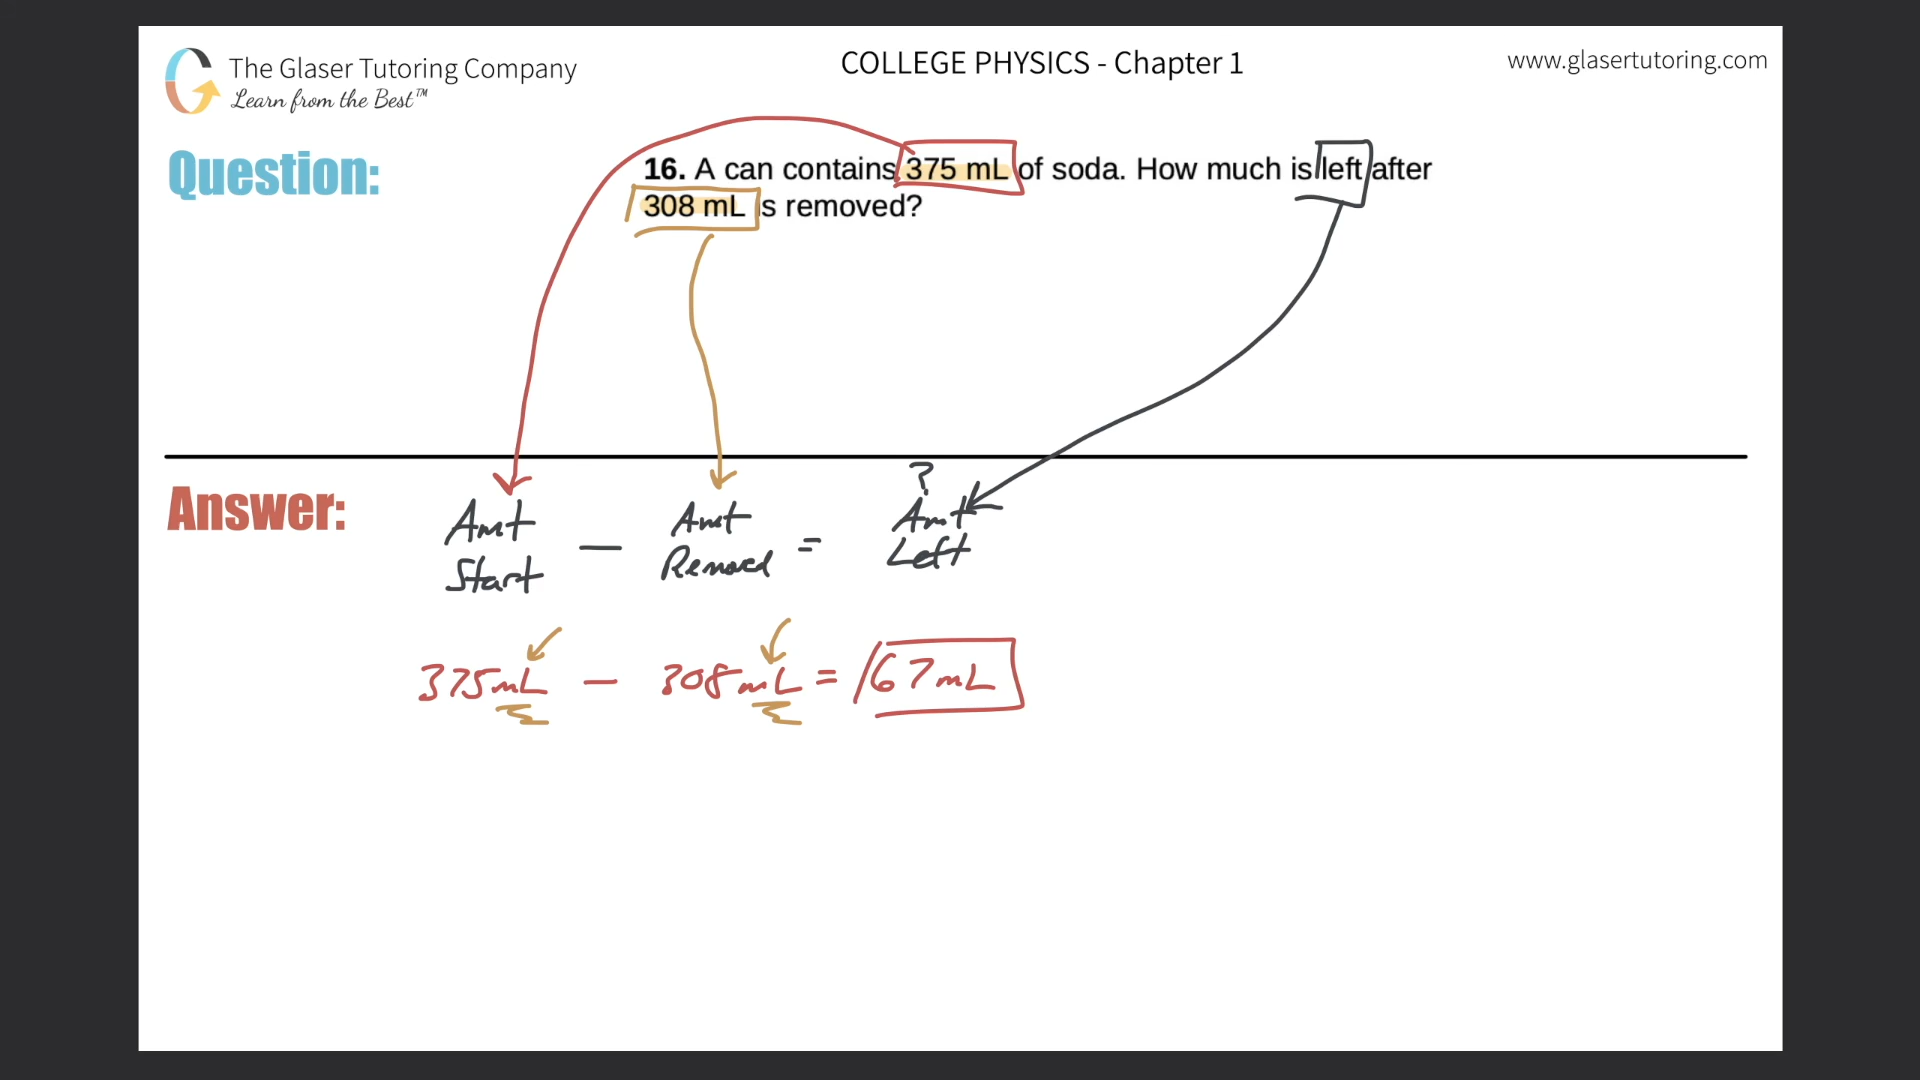 The Glaser Tutoring Company
Learn from the Best™
COLLEGE PHYSICS - Chapter 1
www.glasertutoring.com
Question:
16. A can contains 375 mL of soda. How much is left after
308 mL is removed?
Answer:
?
Amt Amt Amt
Start — Removed = Left
375mL — 308mL = 67mL